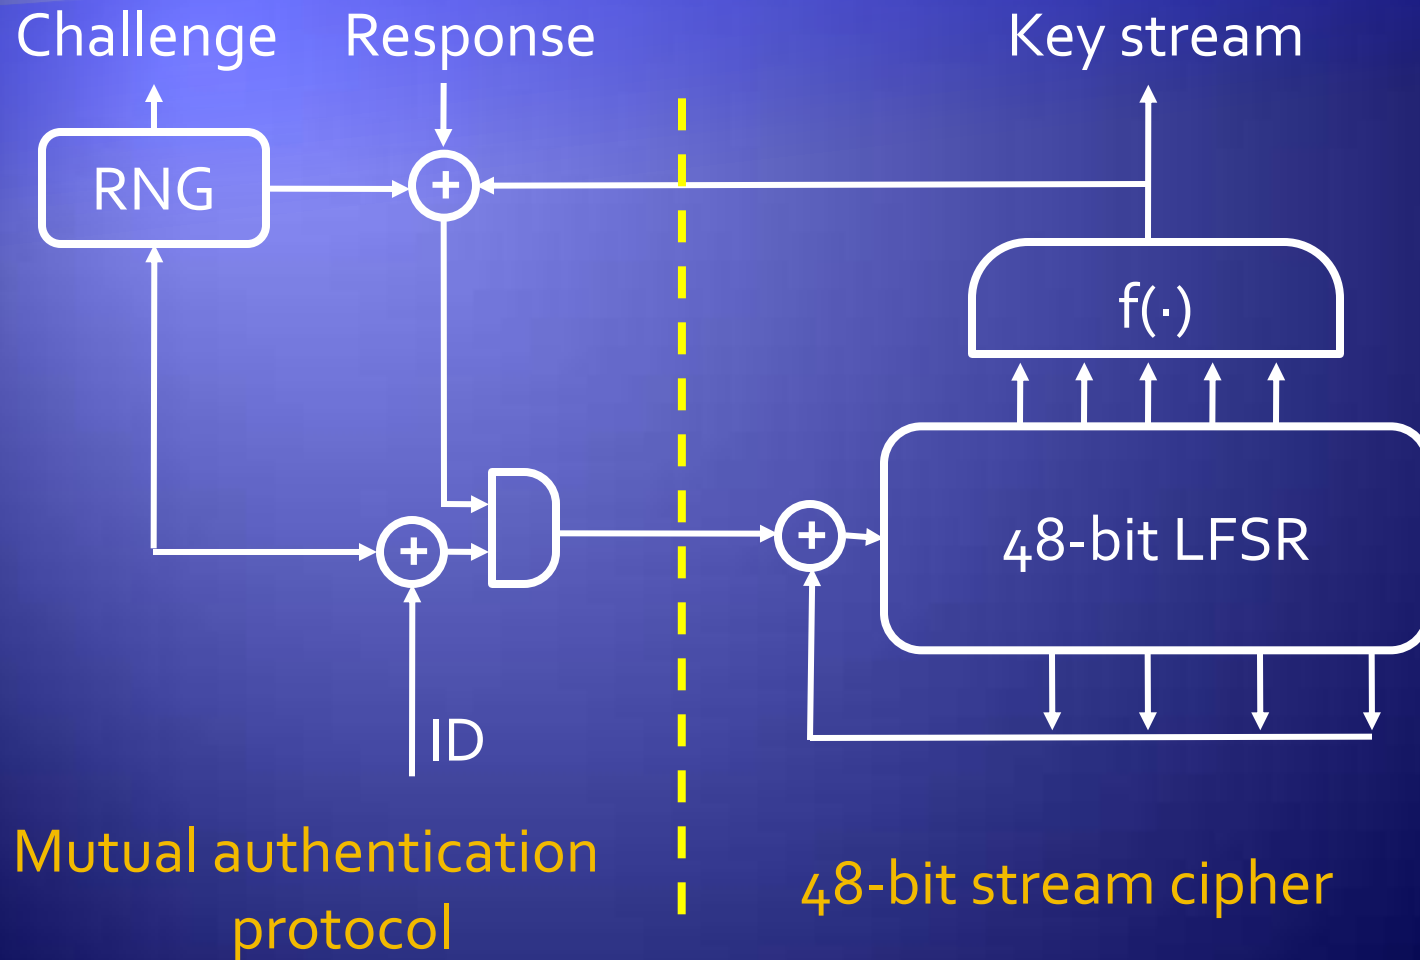 Challenge Response Key stream
RNG
+
f(·)
48-bit LFSR
+
+
ID
Mutual authentication
protocol
48-bit stream cipher